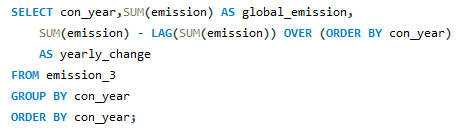 SELECT con_year,SUM(emission) AS global_emission,
SUM(emission) - LAG(SUM(emission)) OVER (ORDER BY con_year)
AS yearly_change
FROM emission_3
GROUP BY con_year
ORDER BY con_year;